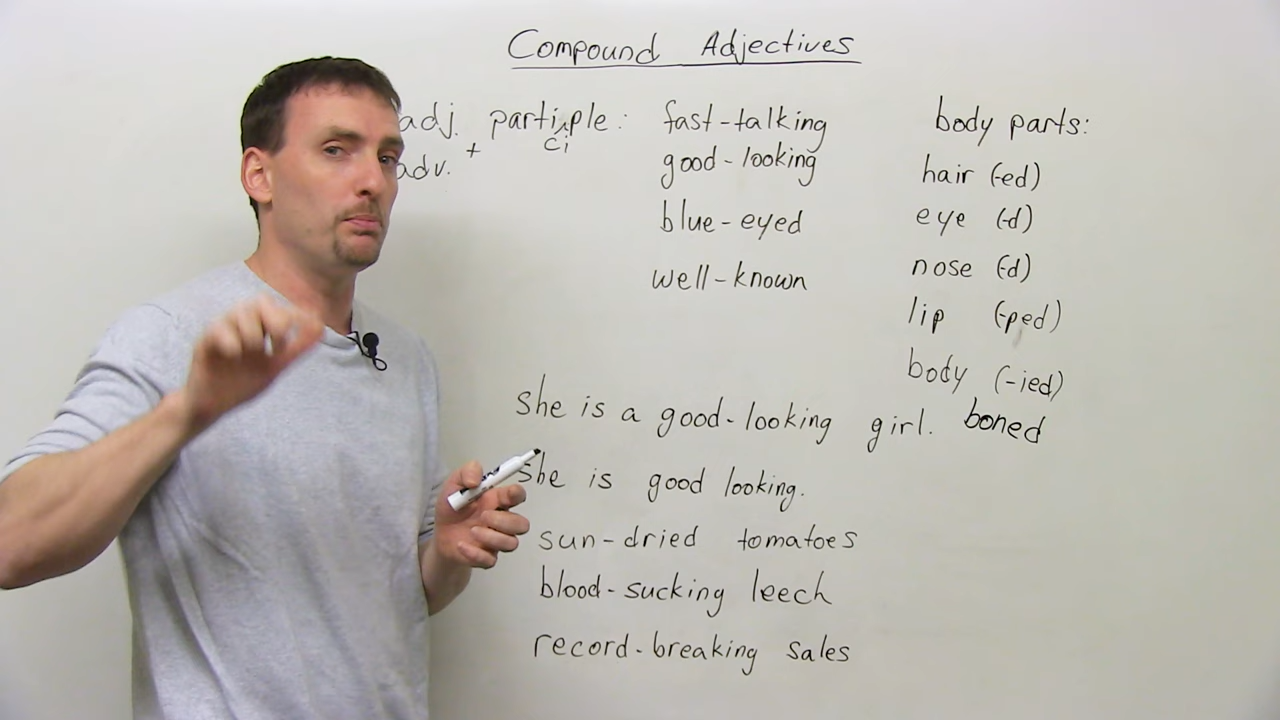 Compound Adjectives
adj. partiple :
ci
adv. +
fast-talking
good-looking
blue-eyed
well-known
body parts:
hair (-ed)
eye (-d)
nose (-d)
lip (-ped)
body (-ied)
boned
She is a good-looking girl.
She is good looking.
sun-dried tomatoes
blood-sucking leech
record-breaking sales